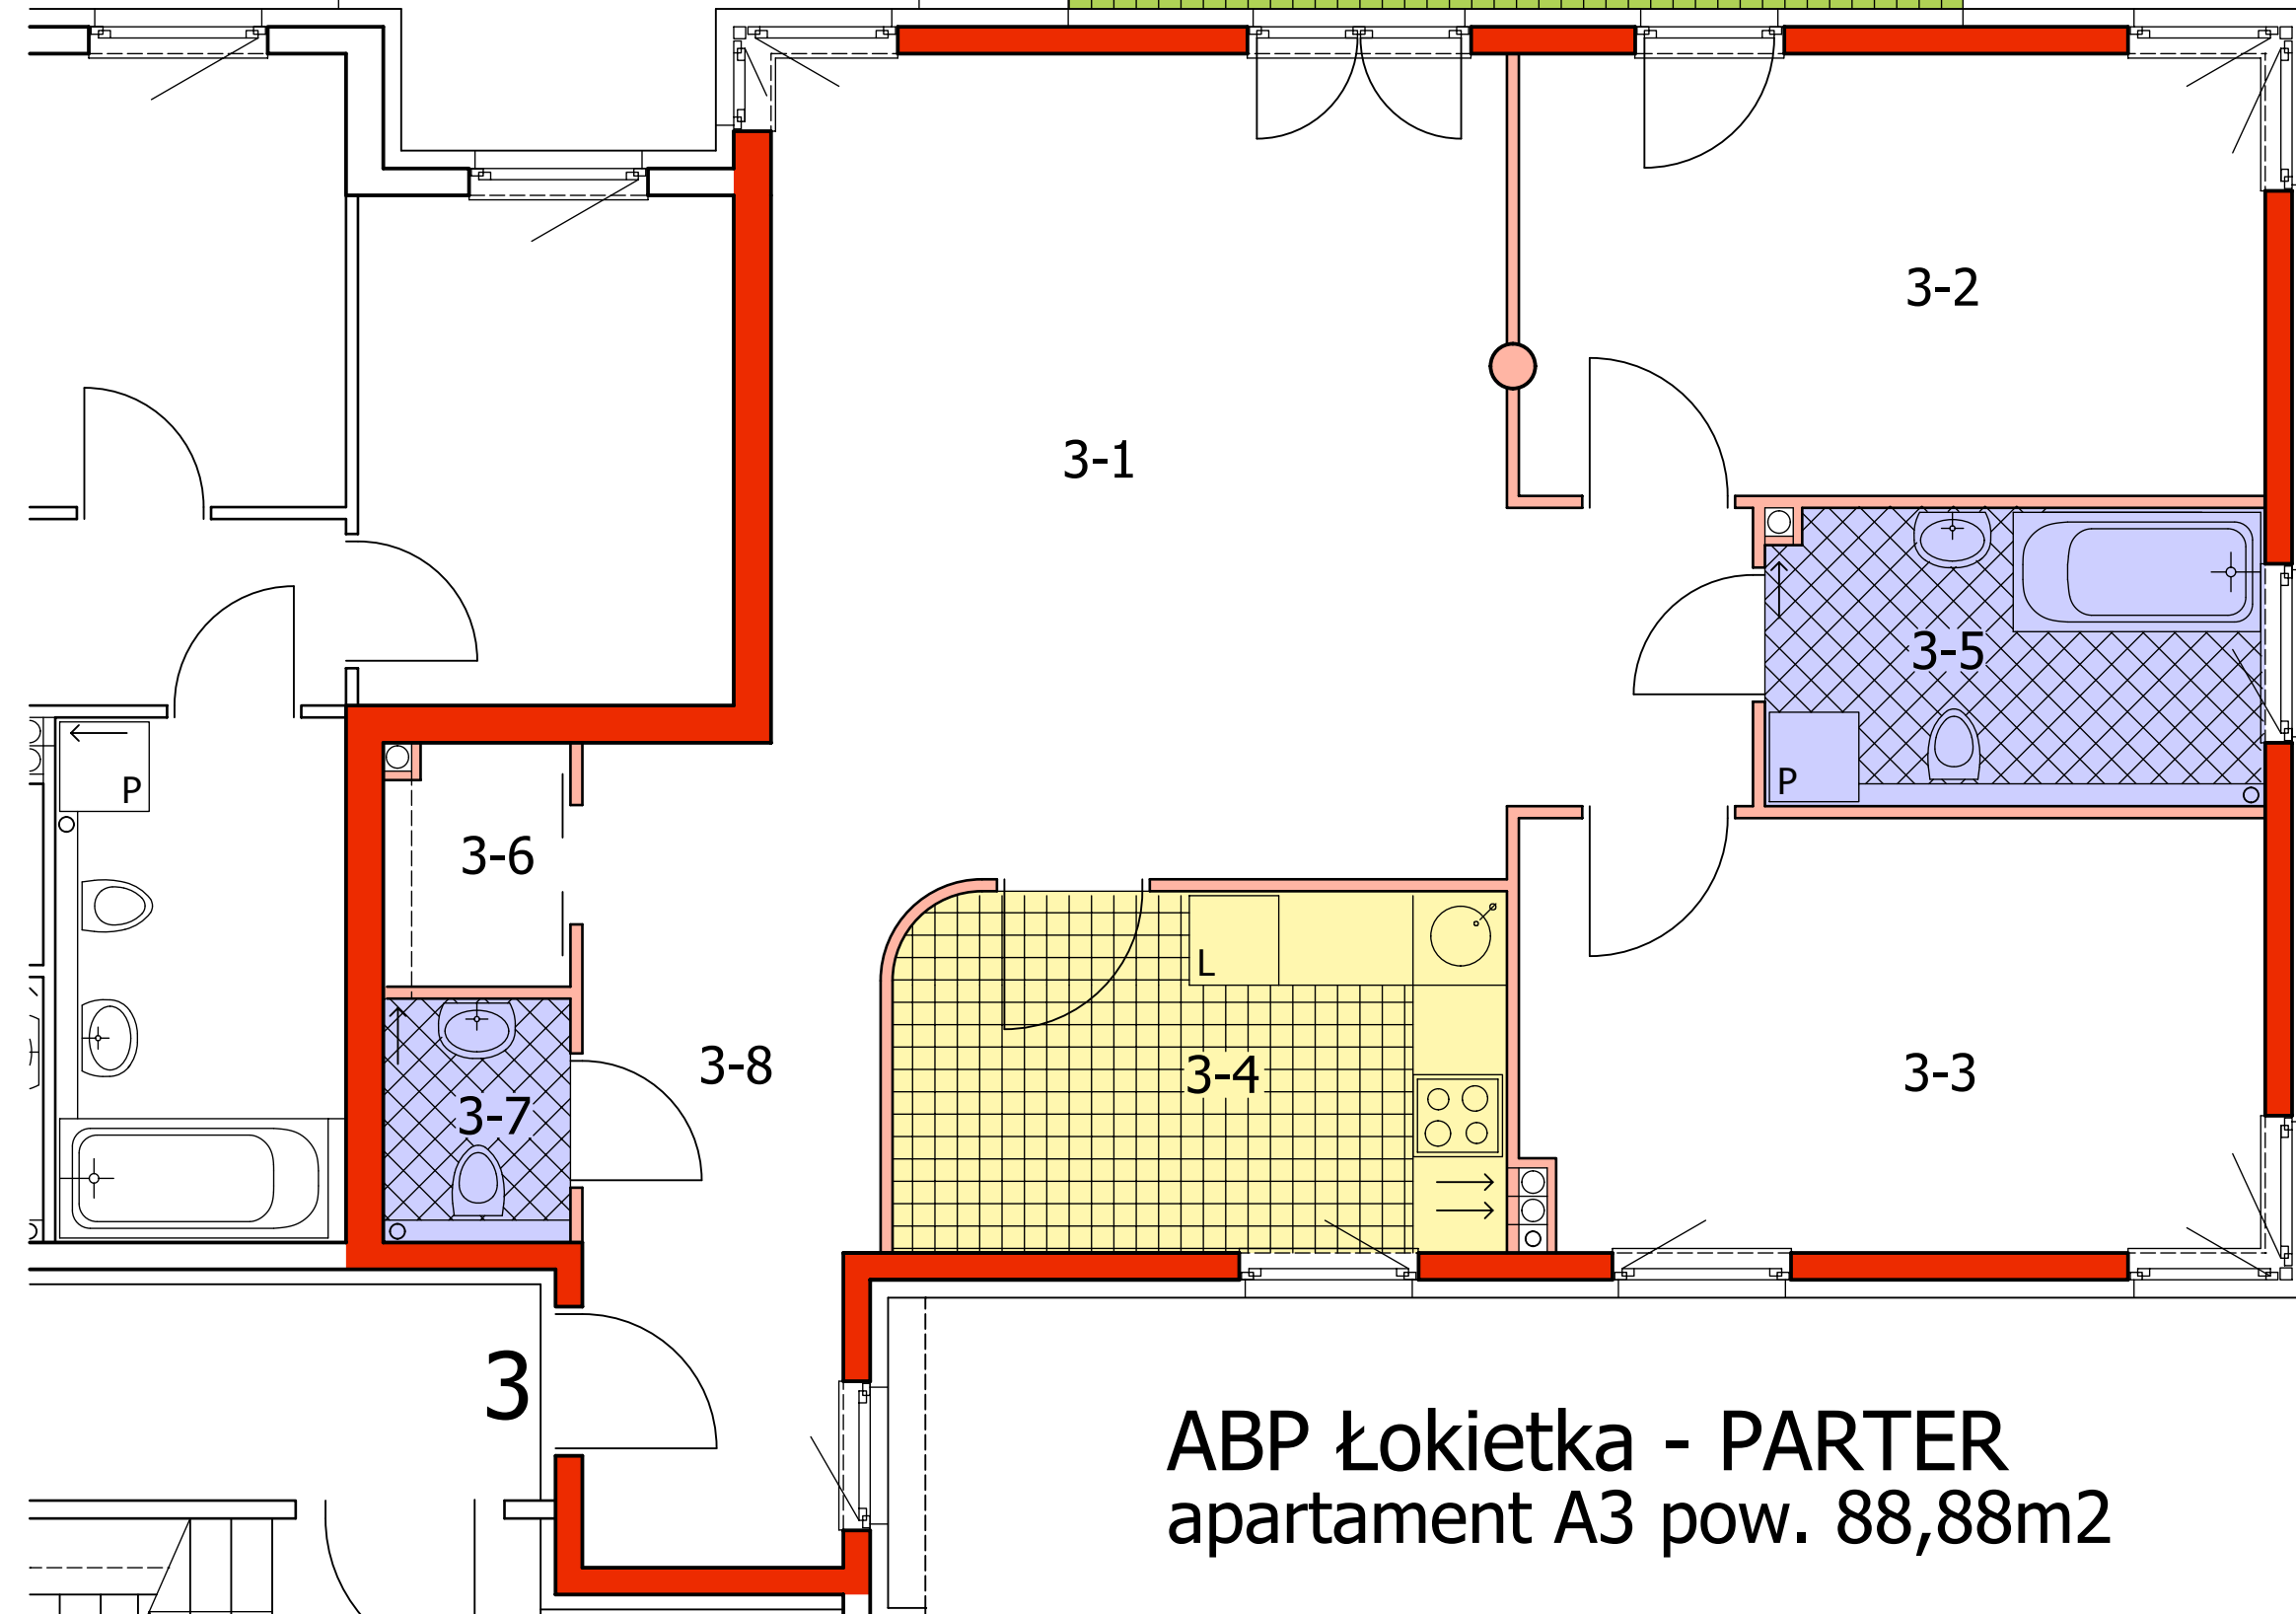 3-2
3-1
3-5
P
P
3-6
L
3-8
3-4
3-3
3-7
3
ABP Łokietka - PARTER
apartament A3 pow. 88,88m2